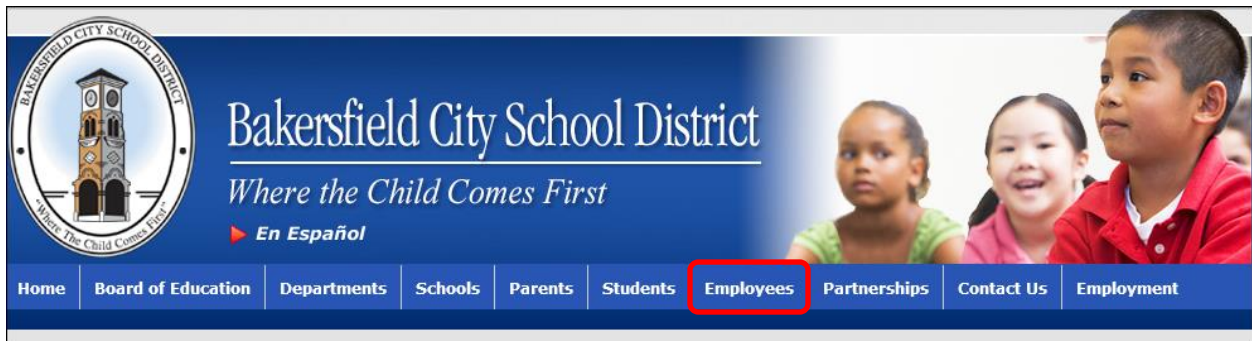 BAKERSFIELD CITY SCHOOL DISTRICT
"Where The Child Comes First"
Bakersfield City School District
Where the Child Comes First
En Español
Home Board of Education Departments Schools Parents Students Employees Partnerships Contact Us Employment